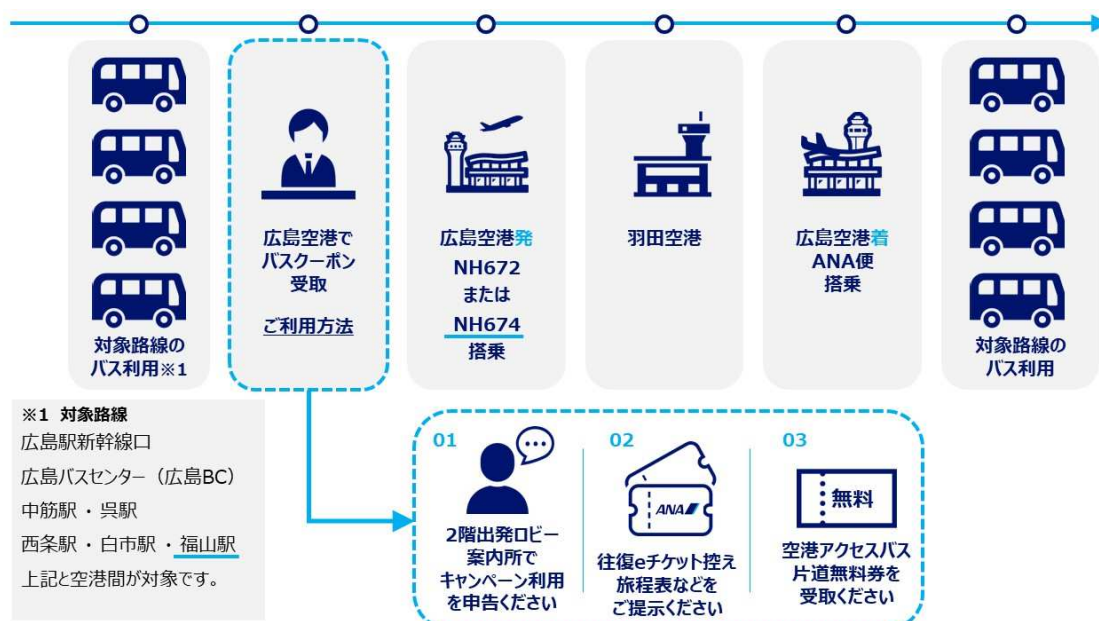 対象路線の
バス利用※1
広島空港で
バスクーポン
受取
ご利用方法
広島空港発
NH672
または
NH674
搭乗
羽田空港
広島空港着
ANA便
搭乗
対象路線の
バス利用
※1 対象路線
広島駅新幹線口
広島バスセンター（広島BC）
中筋駅・呉駅
西条駅・白市駅・福山駅
上記と空港間が対象です。
01
2階出発ロビー
案内所で
キャンペーン利用
を申告ください
02
ANA
往復eチケット控え
旅程表などを
ご提示ください
03
無料
空港アクセスバス
片道無料券を
受取ください